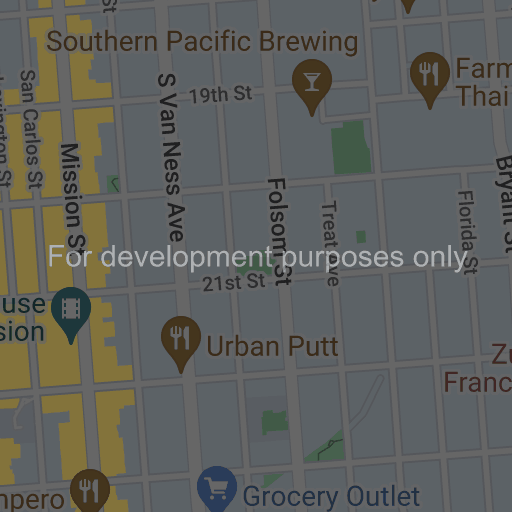 St
Southern Pacific Brewing
Farm
Thai
19th St
San Carlos St
S Van Ness Ave
Mission St
Folsom St
Treat Ave
Florida St
Bryant St
For development purposes only
21st St
use
sion
Urban Putt
Zu
Franc
mpero
Grocery Outlet